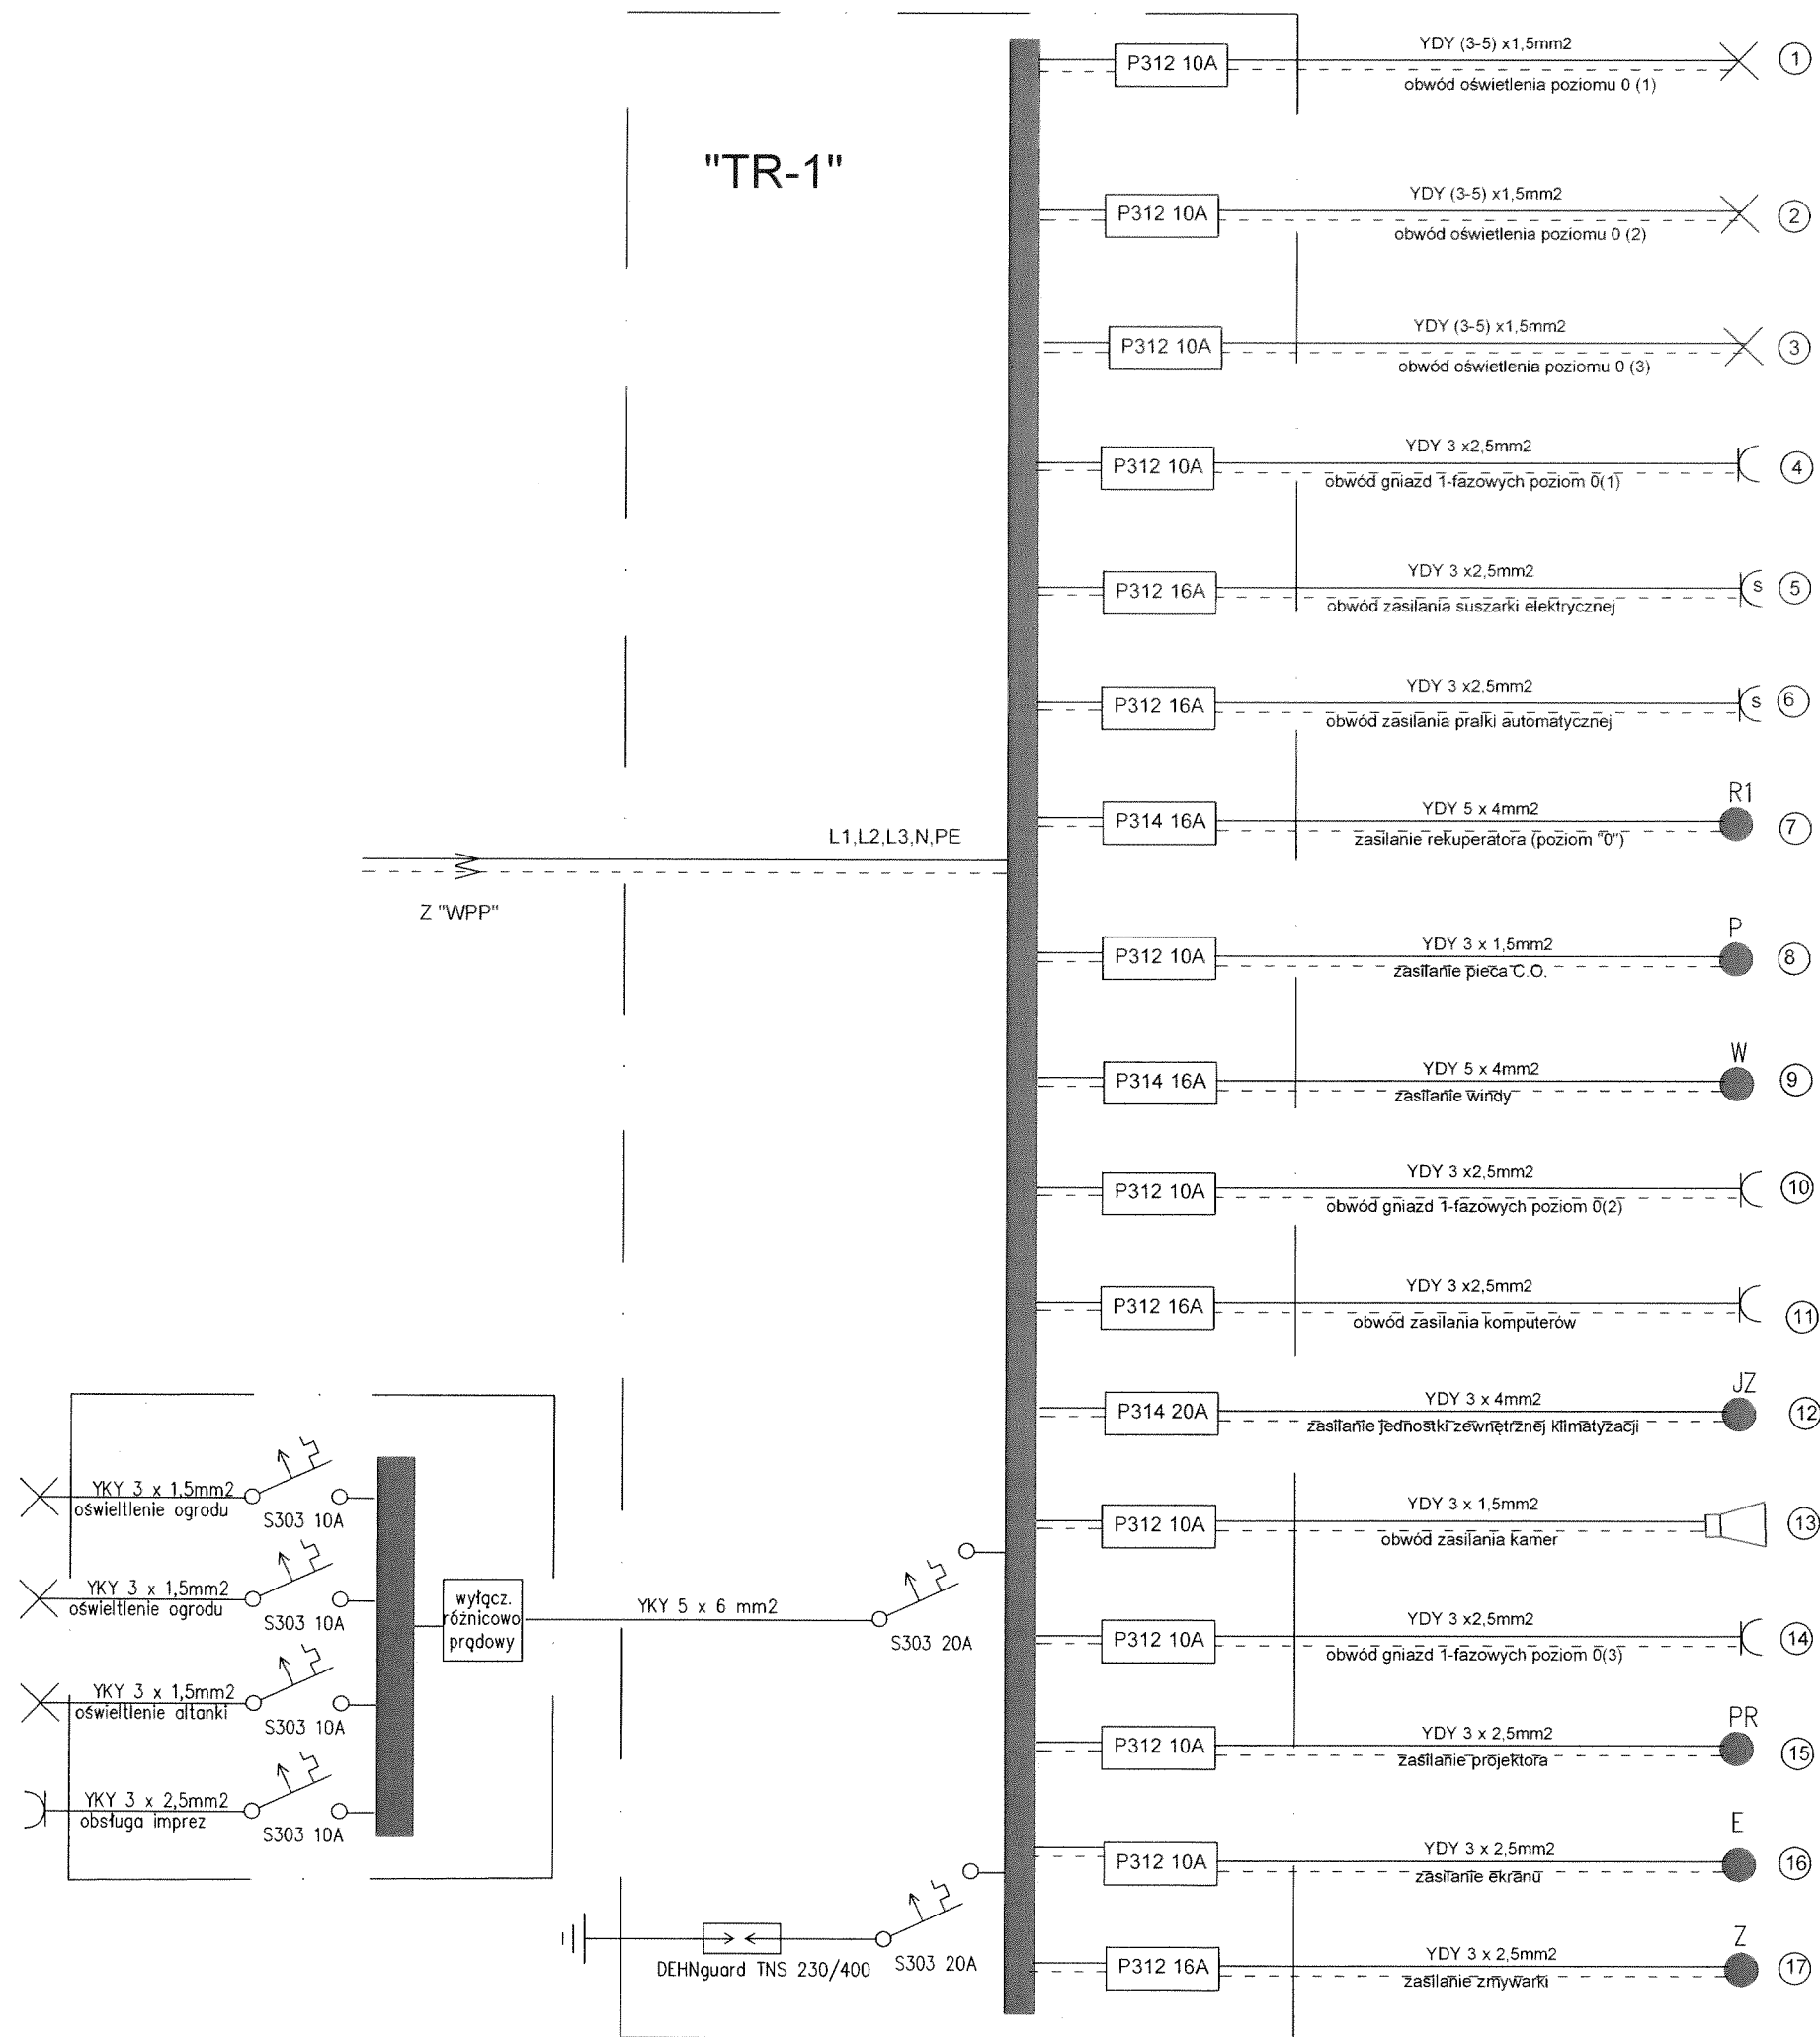 "TR-1"
P312 10A
YDY (3-5) x1,5mm2
obwód oświetlenia poziomu 0 (1)
1
P312 10A
YDY (3-5) x1,5mm2
obwód oświetlenia poziomu 0 (2)
2
P312 10A
YDY (3-5) x1,5mm2
obwód oświetlenia poziomu 0 (3)
3
P312 10A
YDY 3 x2,5mm2
obwód gniazd 1-fazowych poziom 0(1)
4
P312 16A
YDY 3 x2,5mm2
obwód zasilania suszarki elektrycznej
S
5
P312 16A
YDY 3 x2,5mm2
obwód zasilania pralki automatycznej
S
6
P314 16A
YDY 5 x 4mm2
zasilanie rekuperatora (poziom "0")
R1
7
L1,L2,L3,N,PE
Z "WPP"
P312 10A
YDY 3 x 1,5mm2
zasilanie pieca C.O.
P
8
P314 16A
YDY 5 x 4mm2
zasilanie windy
W
9
P312 10A
YDY 3 x2,5mm2
obwód gniazd 1-fazowych poziom 0(2)
10
P312 16A
YDY 3 x2,5mm2
obwód zasilania komputerów
11
P314 20A
YDY 3 x 4mm2
zasilanie jednostki zewnętrznej klimatyzacji
JZ
12
P312 10A
YDY 3 x 1,5mm2
obwód zasilania kamer
13
P312 10A
YDY 3 x2,5mm2
obwód gniazd 1-fazowych poziom 0(3)
14
P312 10A
YDY 3 x 2,5mm2
zasilanie projektora
PR
15
P312 10A
YDY 3 x 2,5mm2
zasilanie ekranu
E
16
P312 16A
YDY 3 x 2,5mm2
zasilanie zmywarki
Z
17
YKY 3 x 1.5mm2
oświeltlenie ogrodu
S303 10A
YKY 3 x 1,5mm2
oświeltlenie ogrodu
S303 10A
YKY 3 x 1,5mm2
oświeltlenie altanki
S303 10A
YKY 3 x 2,5mm2
obsługa imprez
S303 10A
wyłącz.
różnicowo
prądowy
YKY 5 x 6 mm2
S303 20A
DEHNguard TNS 230/400
S303 20A